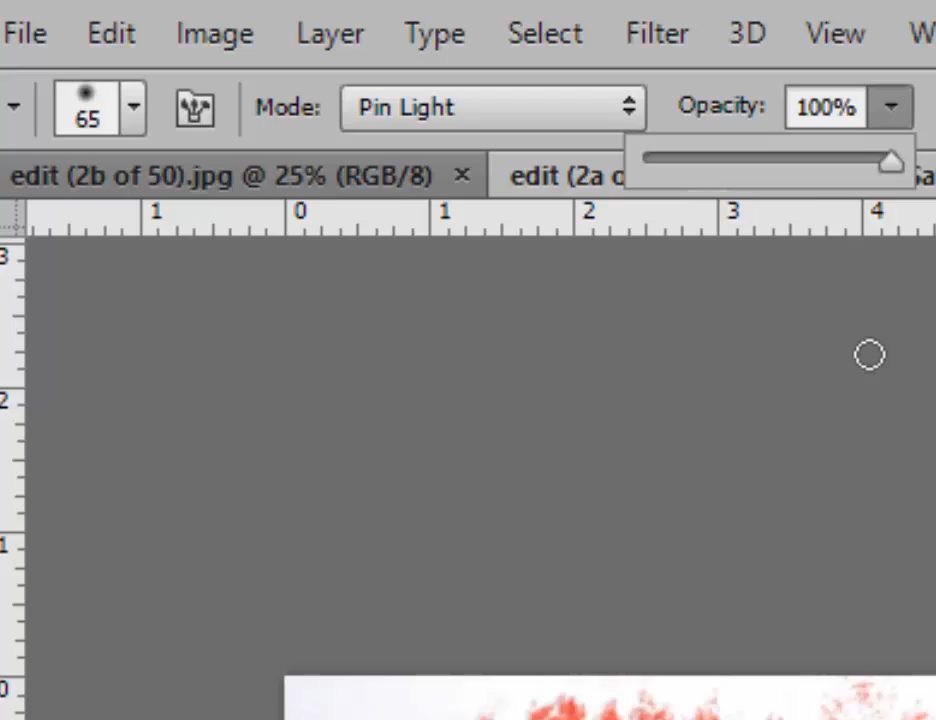 File Edit Image Layer Type Select Filter 3D View W
65 Mode: Pin Light Opacity: 100%
edit (2b of 50).jpg @ 25% (RGB/8) × edit (2a
1 0 1 2 3 4
3
2
1
0